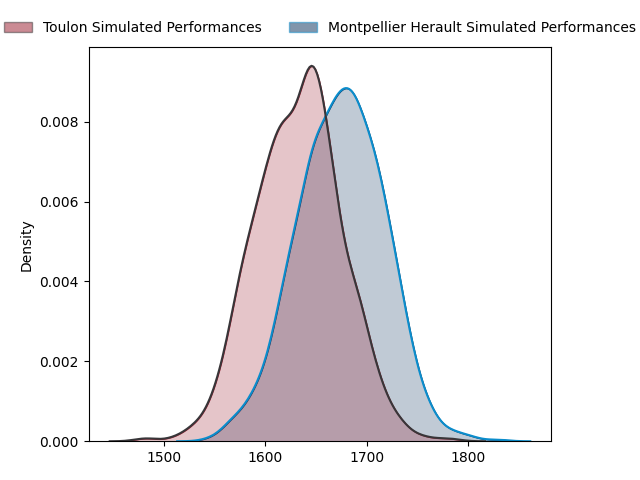 Toulon Simulated Performances Montpellier Herault Simulated Performances
0.008
0.006
0.004
0.002
0.000
Density
1500 1600 1700 1800